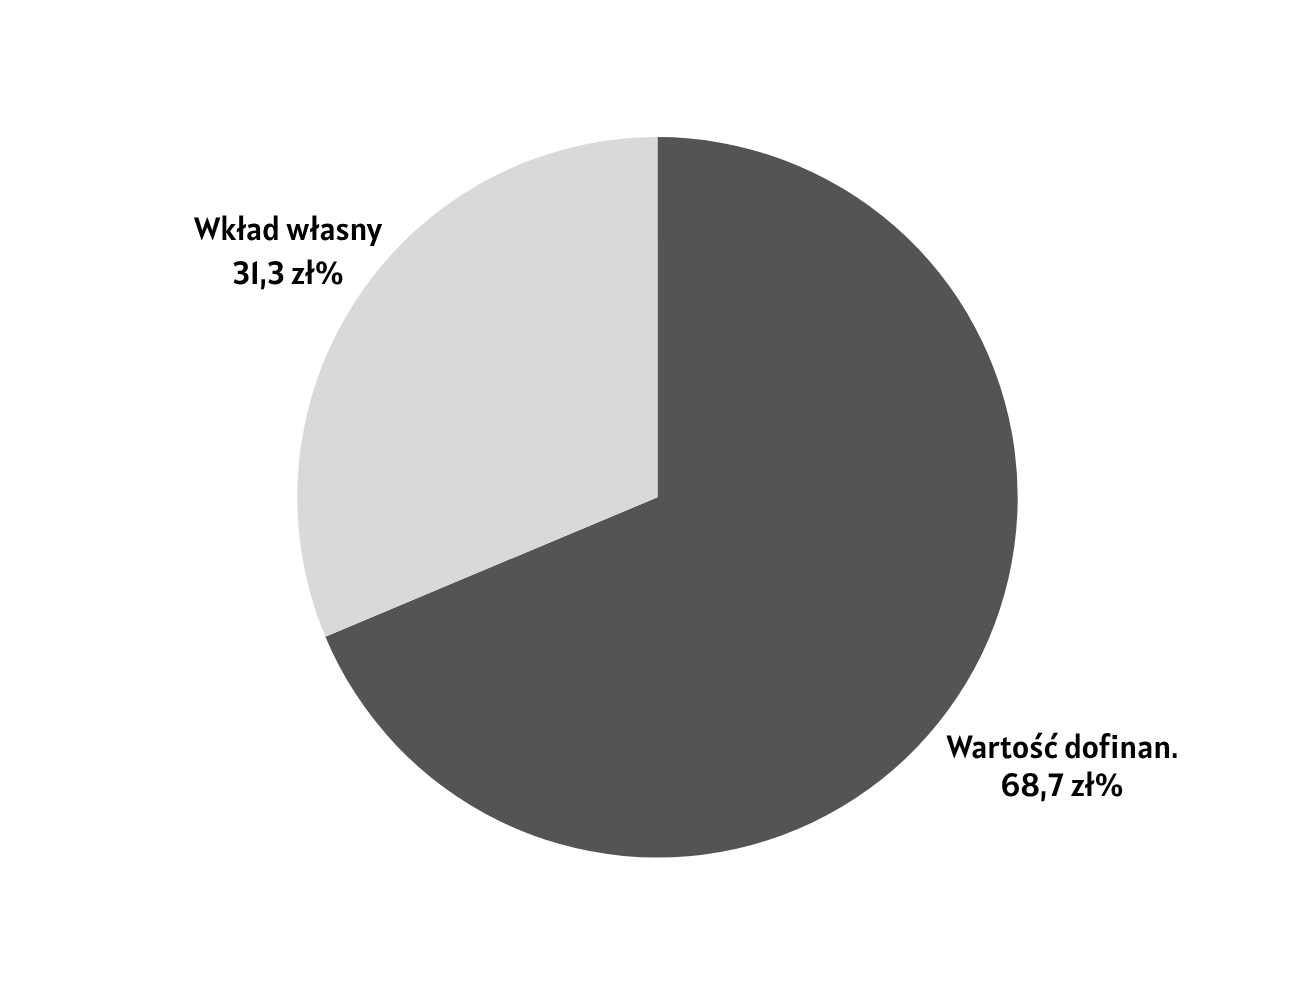 Wkład własny
31,3 zł%
Wartość dofinan.
68,7 zł%